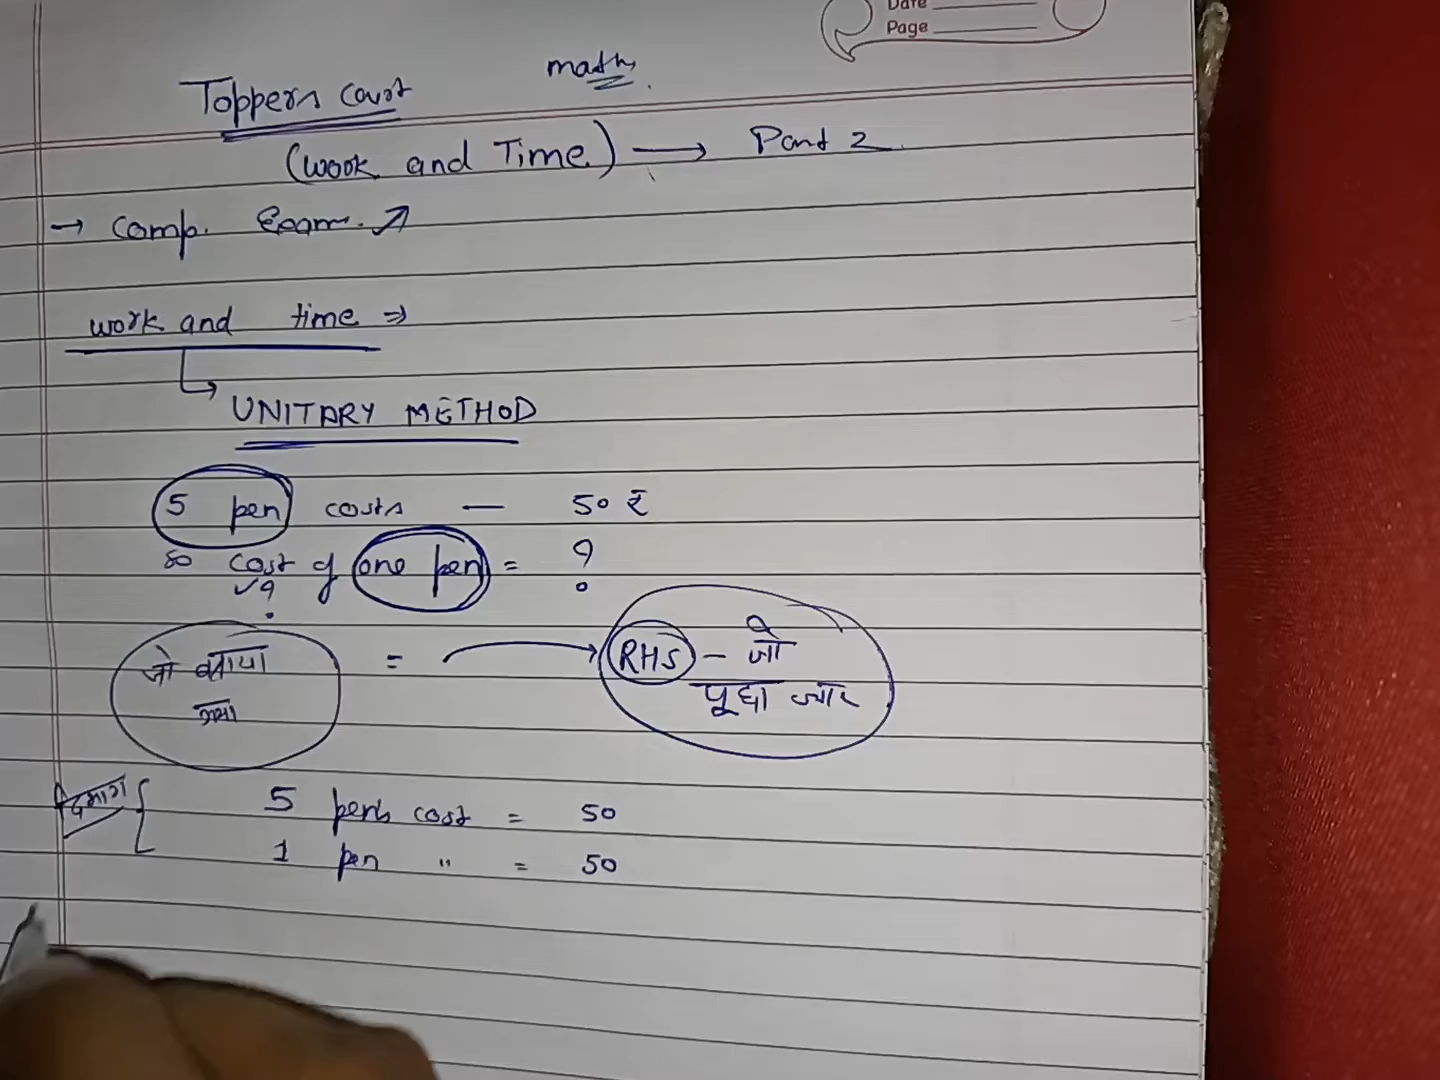 Date
Page
Toppers Court maths
(Work and Time) → Part 2
→ Comp. Exam. ↗
work and time ⇒
UNITARY METHOD
5 pen costs — 50 ₹
so cost of one pen = ?
?
जो बताया = RHS – जो
गया पूछा जाए
दिमाग { 5 pens cost = 50
1 pen " = 50